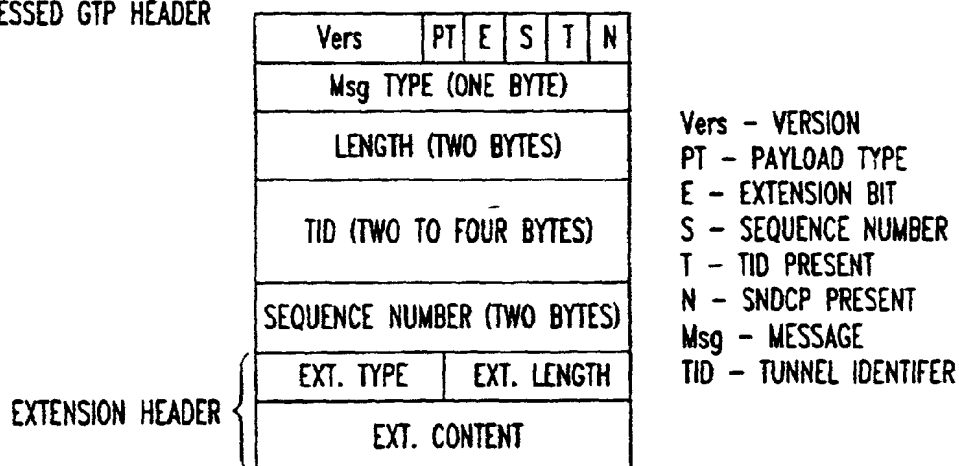 ESSED GTP HEADER
Vers PT E S T N
Msg TYPE (ONE BYTE)
LENGTH (TWO BYTES)
TID (TWO TO FOUR BYTES)
SEQUENCE NUMBER (TWO BYTES)
EXT. TYPE EXT. LENGTH
EXTENSION HEADER
EXT. CONTENT
Vers - VERSION
PT - PAYLOAD TYPE
E - EXTENSION BIT
S - SEQUENCE NUMBER
T - TID PRESENT
N - SNDCP PRESENT
Msg - MESSAGE
TID - TUNNEL IDENTIFER